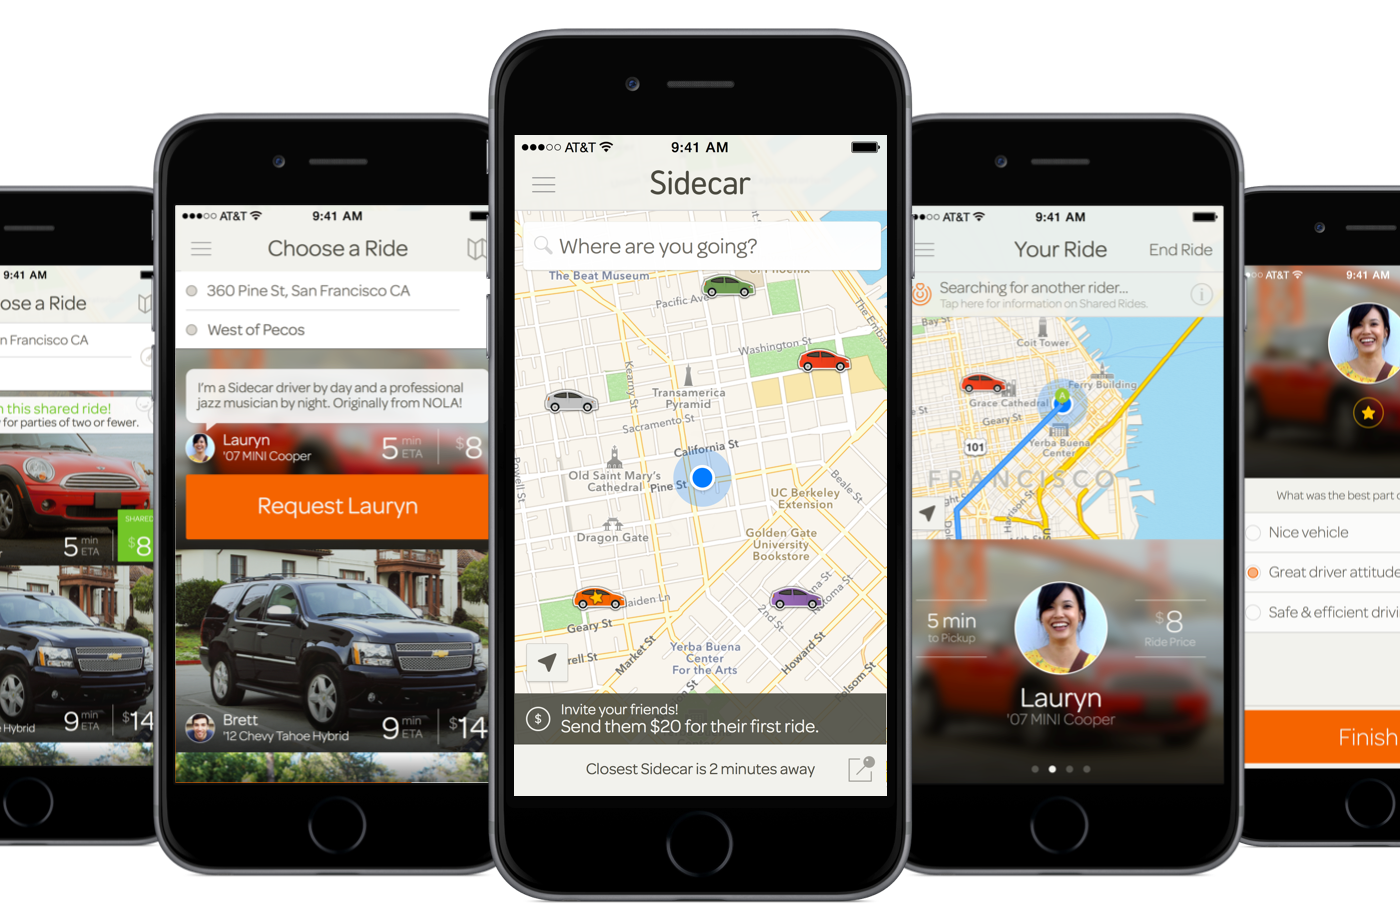 9:41 AM
ose a Ride
n Francisco CA
n this shared ride!
for parties of two or fewer.
5 min ETA
SHARED
$8
Hybrid
9 min ETA
$14
AT&T 9:41 AM
Choose a Ride
360 Pine St, San Francisco CA
West of Pecos
I'm a Sidecar driver by day and a professional
jazz musician by night. Originally from NOLA!
Lauryn
'07 MINI Cooper
5 min ETA
$8
Request Lauryn
Brett
'12 Chevy Tahoe Hybrid
9 min ETA
$14
AT&T 9:41 AM
Sidecar
Where are you going?
The Beat Museum
Pacific Ave
The Emba
Washington St
Kearny St
Transamerica
Pyramid
Sacramento St
California St
Powell St
Old Saint Mary's
Cathedral
Pine St
UC Berkeley
Extension
Beale St
Dragon Gate
Golden Gate
University
Bookstore
aiden Ln
2nd St
Geary St
rell St
Market St
Yerba Buena
Center
For the Arts
Howard St
olsom St
Invite your friends!
$ Send them $20 for their first ride.
Closest Sidecar is 2 minutes away
AT&T 9:41 AM
Your Ride
End Ride
Searching for another rider...
Tap here for information on Shared Rides.
Bay St
Coit Tower
Ferry Building
Grace Cathedral
A
Geary St
Yerba Buena
Center
101
FRANCISCO
Harrison St
5 min
to Pickup
$8
Ride Price
Lauryn
'07 MINI Cooper
AT&T 9:41 AM
What was the best part o
Nice vehicle
Great driver attitude
Safe & efficient drivi
Finish